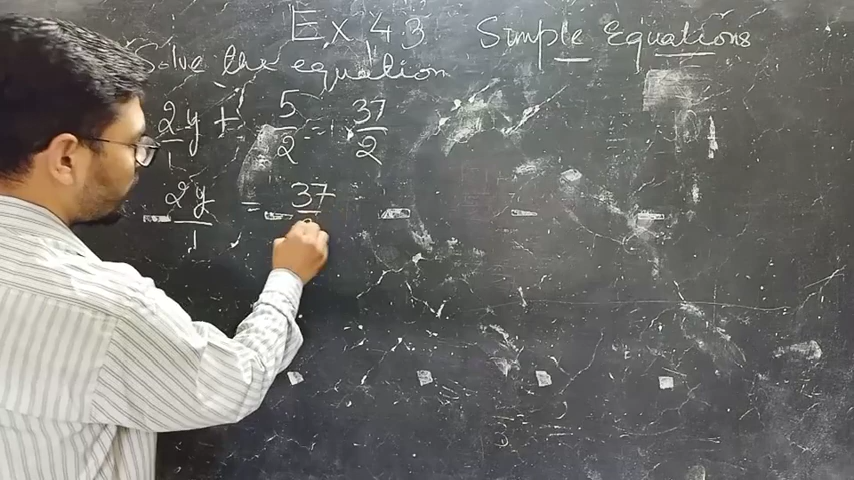 Ex 4.3 Simple Equations
Solve the equation
2y/1 + 5/2 = 37/2
2y/1 = 37/